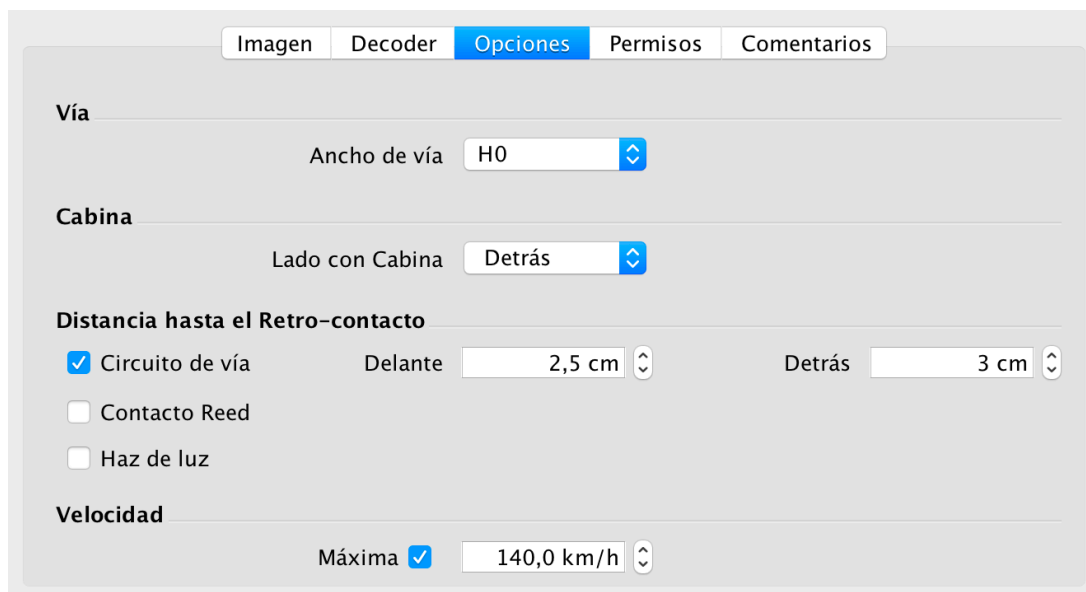 Imagen Decoder Opciones Permisos Comentarios
Vía
Ancho de vía H0
Cabina
Lado con Cabina Detrás
Distancia hasta el Retro-contacto
Circuito de vía Delante 2,5 cm Detrás 3 cm
Contacto Reed
Haz de luz
Velocidad
Máxima 140,0 km/h